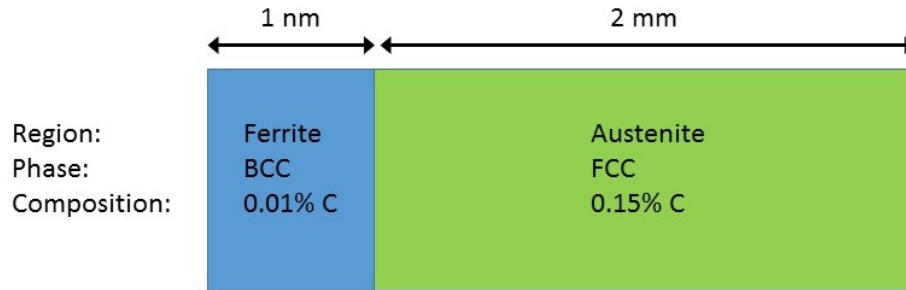 1 nm 2 mm
Region: Ferrite Austenite
Phase: BCC FCC
Composition: 0.01% C 0.15% C